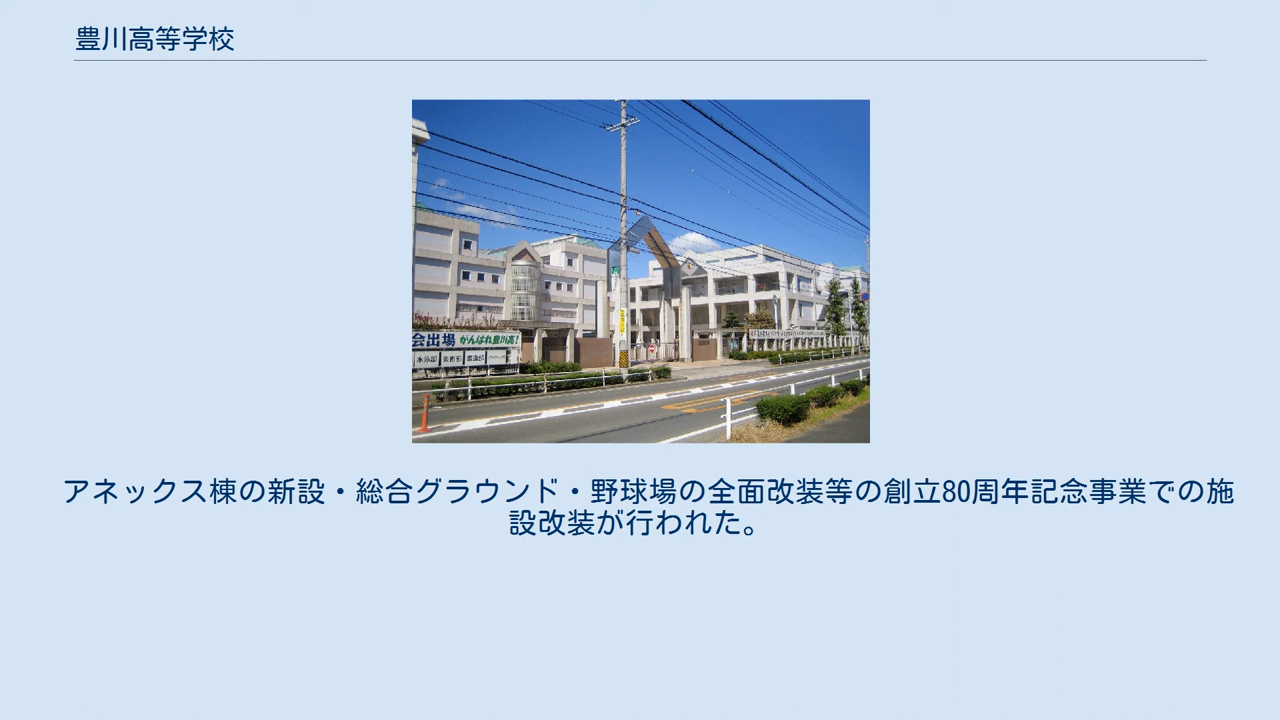 豊川高等学校
会出場 がんばれ豊川高!
水泳部
アネックス棟の新設・総合グラウンド・野球場の全面改装等の創立80周年記念事業での施
設改装が行われた。